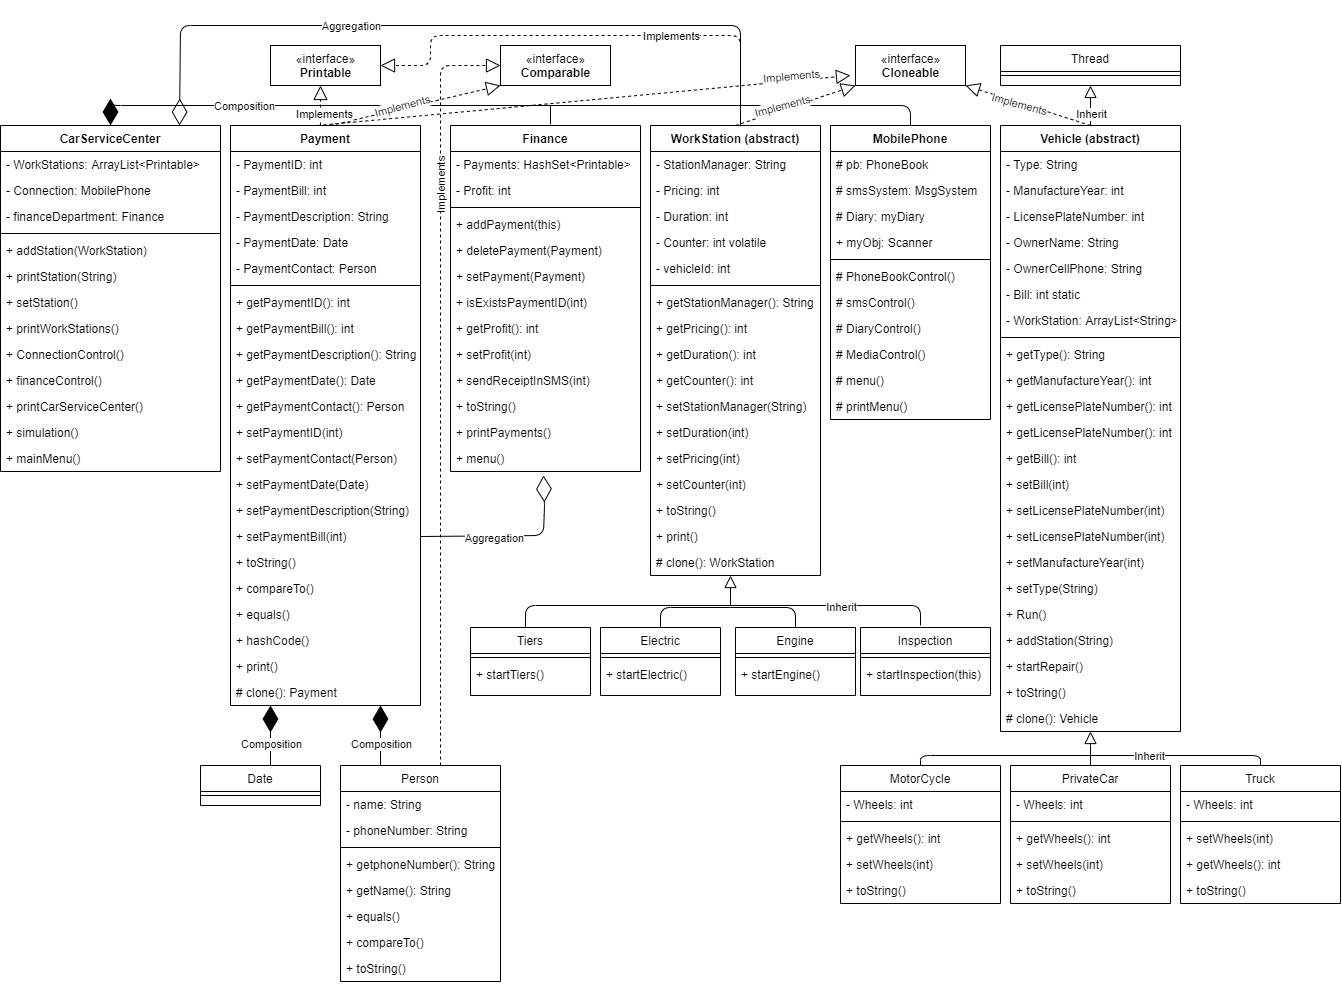 Aggregation
Implements
«interface»
Printable
«interface»
Comparable
«interface»
Cloneable
Thread
Implements
Implements
Implements
Implements
Composition
Implements
Inherit
Implements
CarServiceCenter
- WorkStations: ArrayList<Printable>
- Connection: MobilePhone
- financeDepartment: Finance
+ addStation(WorkStation)
+ printStation(String)
+ setStation()
+ printWorkStations()
+ ConnectionControl()
+ financeControl()
+ printCarServiceCenter()
+ simulation()
+ mainMenu()
Payment
- PaymentID: int
- PaymentBill: int
- PaymentDescription: String
- PaymentDate: Date
- PaymentContact: Person
+ getPaymentID(): int
+ getPaymentBill(): int
+ getPaymentDescription(): String
+ getPaymentDate(): Date
+ getPaymentContact(): Person
+ setPaymentID(int)
+ setPaymentContact(Person)
+ setPaymentDate(Date)
+ setPaymentDescription(String)
+ setPaymentBill(int)
+ toString()
+ compareTo()
+ equals()
+ hashCode()
+ print()
# clone(): Payment
Finance
- Payments: HashSet<Printable>
- Profit: int
+ addPayment(this)
+ deletePayment(Payment)
+ setPayment(Payment)
+ isExistsPaymentID(int)
+ getProfit(): int
+ setProfit(int)
+ sendReceiptInSMS(int)
+ toString()
+ printPayments()
+ menu()
Aggregation
WorkStation (abstract)
- StationManager: String
- Pricing: int
- Duration: int
- Counter: int volatile
- vehicleId: int
+ getStationManager(): String
+ getPricing(): int
+ getDuration(): int
+ getCounter(): int
+ setStationManager(String)
+ setDuration(int)
+ setPricing(int)
+ setCounter(int)
+ toString()
+ print()
# clone(): WorkStation
MobilePhone
# pb: PhoneBook
# smsSystem: MsgSystem
# Diary: myDiary
+ myObj: Scanner
# PhoneBookControl()
# smsControl()
# DiaryControl()
# MediaControl()
# menu()
# printMenu()
Vehicle (abstract)
- Type: String
- ManufactureYear: int
- LicensePlateNumber: int
- OwnerName: String
- OwnerCellPhone: String
- Bill: int static
- WorkStation: ArrayList<String>
+ getType(): String
+ getManufactureYear(): int
+ getLicensePlateNumber(): int
+ getLicensePlateNumber(): int
+ getBill(): int
+ setBill(int)
+ setLicensePlateNumber(int)
+ setLicensePlateNumber(int)
+ setManufactureYear(int)
+ setType(String)
+ Run()
+ addStation(String)
+ startRepair()
+ toString()
# clone(): Vehicle
Inherit
Tiers
+ startTiers()
Electric
+ startElectric()
Engine
+ startEngine()
Inspection
+ startInspection(this)
Composition
Composition
Date
Person
- name: String
- phoneNumber: String
+ getphoneNumber(): String
+ getName(): String
+ equals()
+ compareTo()
+ toString()
Inherit
MotorCycle
- Wheels: int
+ getWheels(): int
+ setWheels(int)
+ toString()
PrivateCar
- Wheels: int
+ getWheels(): int
+ setWheels(int)
+ toString()
Truck
- Wheels: int
+ setWheels(int)
+ getWheels(): int
+ toString()